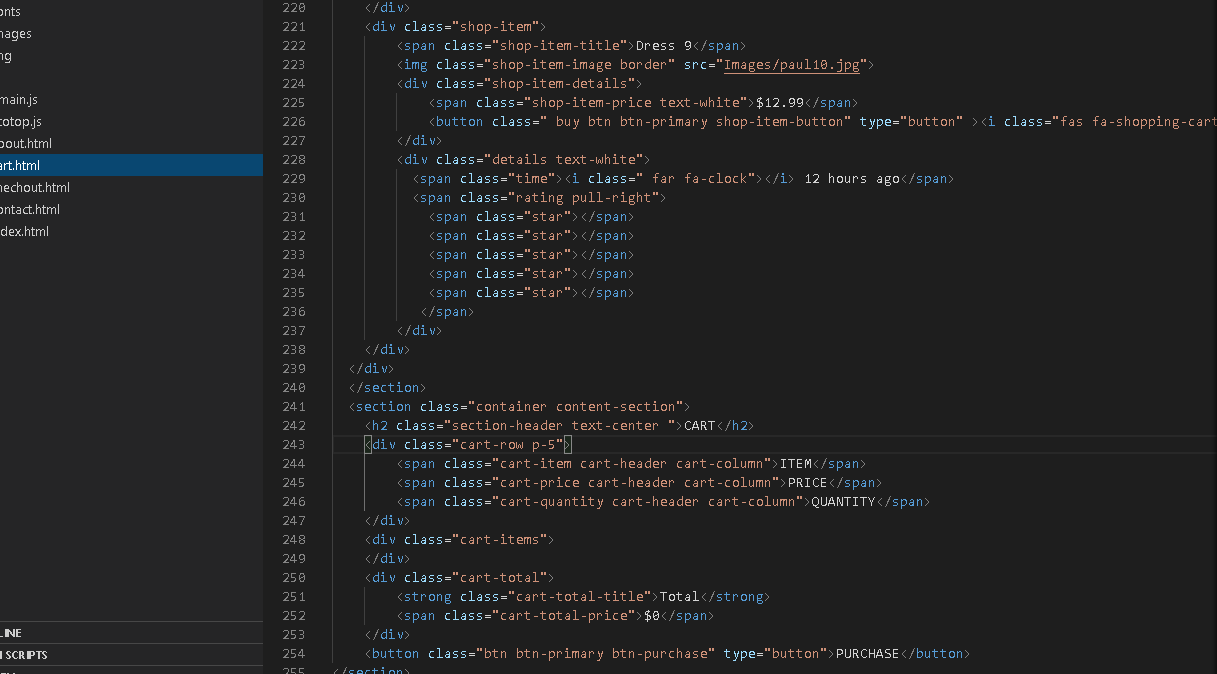 onts
mages
ng
main.js
totop.js
bout.html
art.html
hechout.html
ontact.html
dex.html
LINE
M SCRIPTS
220 </div>
221 <div class="shop-item">
222 <span class="shop-item-title">Dress 9</span>
223 <img class="shop-item-image border" src="Images/paul10.jpg">
224 <div class="shop-item-details">
225 <span class="shop-item-price text-white">$12.99</span>
226 <button class=" buy btn btn-primary shop-item-button" type="button" ><i class="fas fa-shopping-cart
227 </div>
228 <div class="details text-white">
229 <span class="time"><i class=" far fa-clock"></i> 12 hours ago</span>
230 <span class="rating pull-right">
231 <span class="star"></span>
232 <span class="star"></span>
233 <span class="star"></span>
234 <span class="star"></span>
235 <span class="star"></span>
236 </span>
237 </div>
238 </div>
239 </div>
240 </section>
241 <section class="container content-section">
242 <h2 class="section-header text-center ">CART</h2>
243 <div class="cart-row p-5">
244 <span class="cart-item cart-header cart-column">ITEM</span>
245 <span class="cart-price cart-header cart-column">PRICE</span>
246 <span class="cart-quantity cart-header cart-column">QUANTITY</span>
247 </div>
248 <div class="cart-items">
249 </div>
250 <div class="cart-total">
251 <strong class="cart-total-title">Total</strong>
252 <span class="cart-total-price">$0</span>
253 </div>
254 <button class="btn btn-primary btn-purchase" type="button">PURCHASE</button>
255 </section>